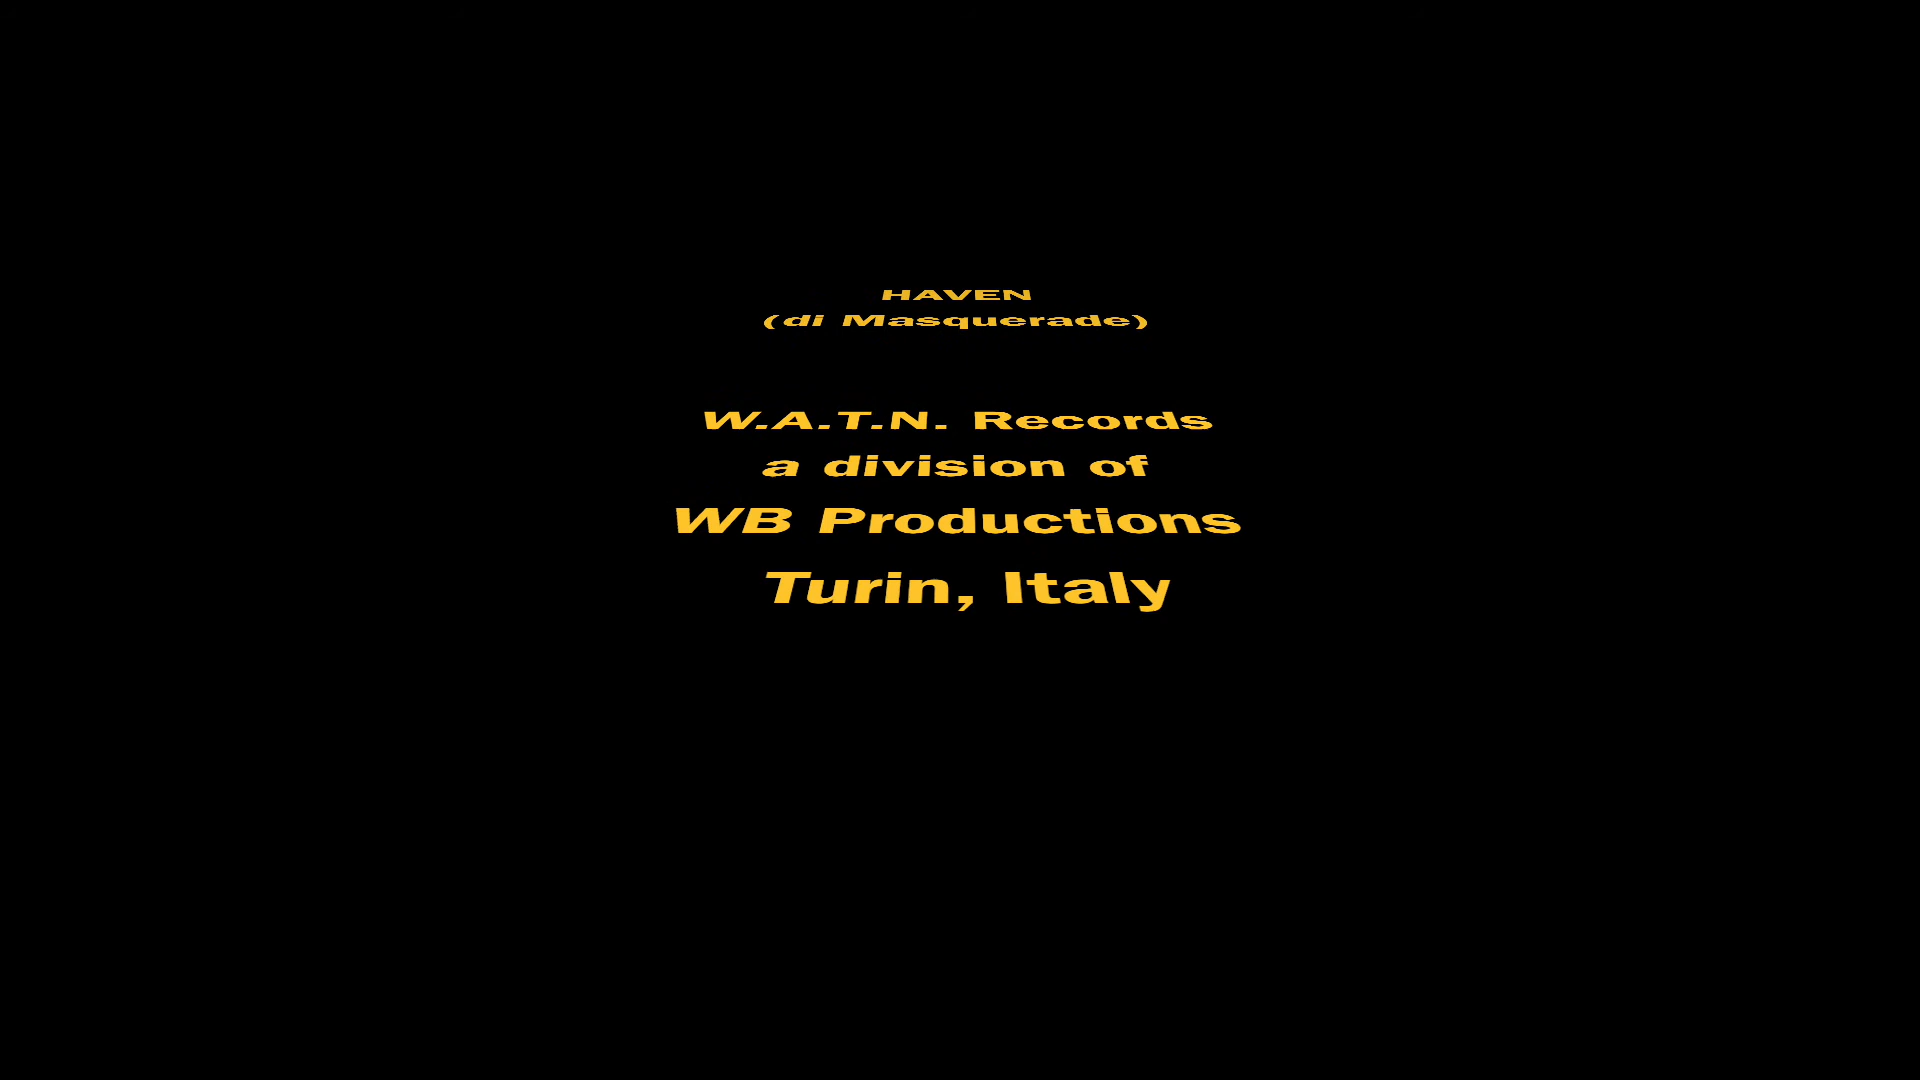 HAVEN
(di Masquerade)
W.A.T.N. Records
a division of
WB Productions
Turin, Italy